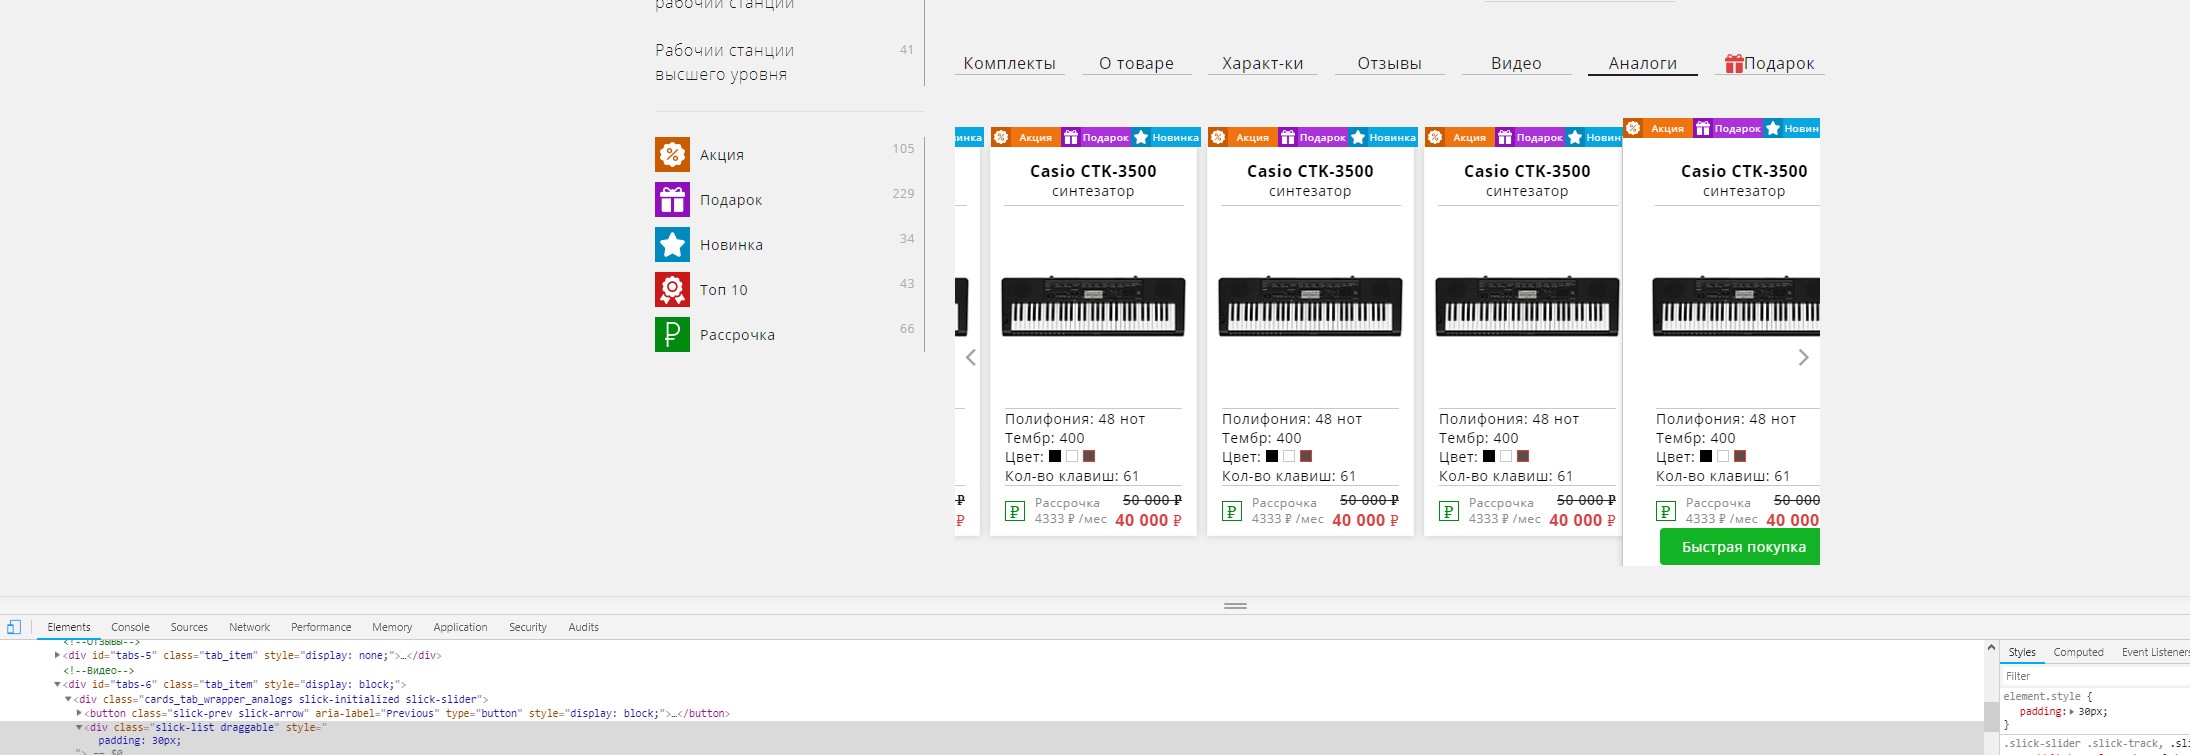 рабочии станции
Рабочии станции 41
высшего уровня
Комплекты О товаре Характ-ки Отзывы Видео Аналоги Подарок
Акция 105
Подарок 229
Новинка 34
Топ 10 43
Рассрочка 66
инка Акция Подарок Новинка Акция Подарок Новинка Акция Подарок Новин Акция Подарок Новин
Casio CTK-3500 Casio CTK-3500 Casio CTK-3500 Casio CTK-3500
синтезатор синтезатор синтезатор синтезатор
Полифония: 48 нот Полифония: 48 нот Полифония: 48 нот Полифония: 48 нот
Тембр: 400 Тембр: 400 Тембр: 400 Тембр: 400
Цвет: Цвет: Цвет: Цвет:
Кол-во клавиш: 61 Кол-во клавиш: 61 Кол-во клавиш: 61 Кол-во клавиш: 61
₽ Рассрочка 50 000 ₽ Рассрочка 50 000 ₽ Рассрочка 50 000 ₽ Рассрочка 50 000
₽ ₽ 4333 ₽ /мес 40 000 ₽ ₽ 4333 ₽ /мес 40 000 ₽ ₽ 4333 ₽ /мес 40 000 ₽ ₽ 4333 ₽ /мес 40 000
Быстрая покупка
Elements Console Sources Network Performance Memory Application Security Audits
<!--Отзывы-->
<div id="tabs-5" class="tab_item" style="display: none;">…</div>
<!--Видео-->
<div id="tabs-6" class="tab_item" style="display: block;">
<div class="cards_tab_wrapper_analogs slick-initialized slick-slider">
<button class="slick-prev slick-arrow" aria-label="Previous" type="button" style="display: block;">…</button>
<div class="slick-list draggable" style="
padding: 30px;
"> == $0
Styles Computed Event Listeners
Filter
element.style {
padding: 30px;
}
.slick-slider .slick-track, .sli